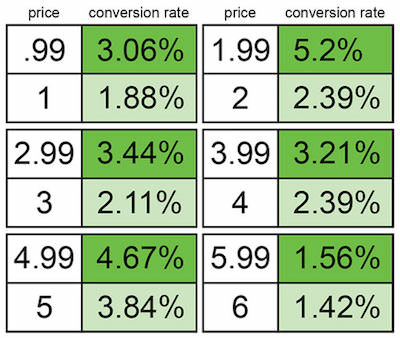 price conversion rate price conversion rate
.99 3.06% 1.99 5.2%
1 1.88% 2 2.39%
2.99 3.44% 3.99 3.21%
3 2.11% 4 2.39%
4.99 4.67% 5.99 1.56%
5 3.84% 6 1.42%